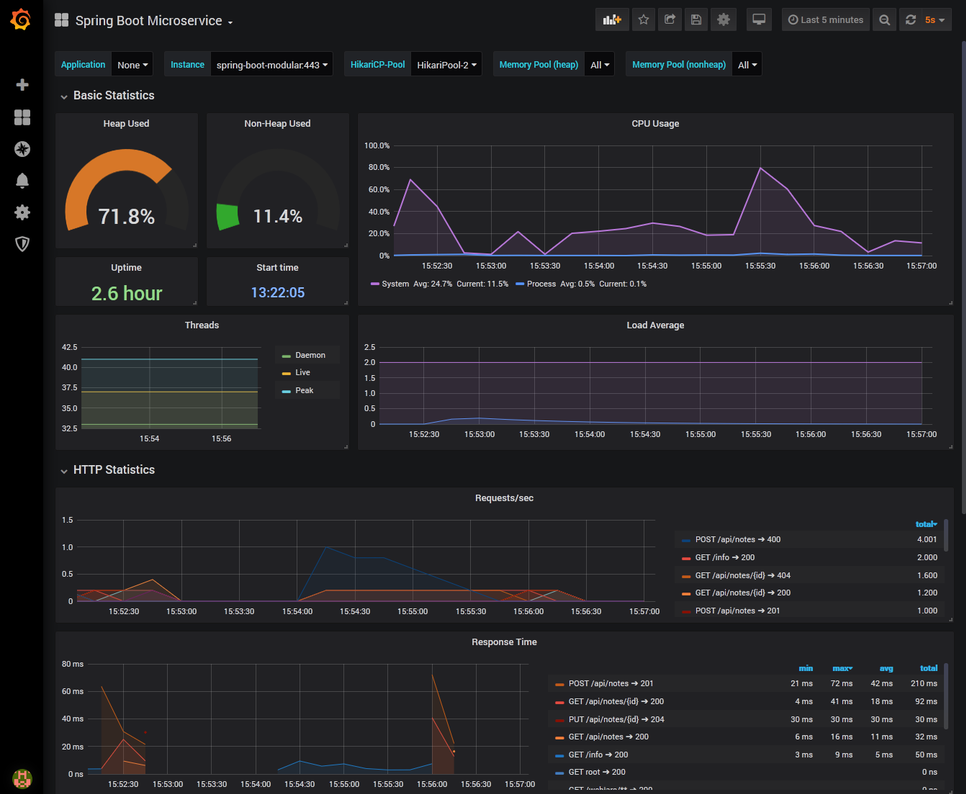 Spring Boot Microservice
Last 5 minutes
5s
Application None Instance spring-boot-modular:443 HikariCP-Pool HikariPool-2 Memory Pool (heap) All Memory Pool (nonheap) All
Basic Statistics
Heap Used
71.8%
Non-Heap Used
11.4%
CPU Usage
100.0%
80.0%
60.0%
40.0%
20.0%
0%
15:52:30 15:53:00 15:53:30 15:54:00 15:54:30 15:55:00 15:55:30 15:56:00 15:56:30 15:57:00
System Avg: 24.7% Current: 11.5% Process Avg: 0.5% Current: 0.1%
Uptime
2.6 hour
Start time
13:22:05
Threads
42.5
40.0
37.5
35.0
32.5
15:54 15:56
Daemon
Live
Peak
Load Average
2.5
2.0
1.5
1.0
0.5
0
15:52:30 15:53:00 15:53:30 15:54:00 15:54:30 15:55:00 15:55:30 15:56:00 15:56:30 15:57:00
HTTP Statistics
Requests/sec
1.5
1.0
0.5
0
15:52:30 15:53:00 15:53:30 15:54:00 15:54:30 15:55:00 15:55:30 15:56:00 15:56:30 15:57:00
total
POST /api/notes ➔ 400 4.001
GET /info ➔ 200 2.000
GET /api/notes/{id} ➔ 404 1.600
GET /api/notes/{id} ➔ 200 1.200
POST /api/notes ➔ 201 1.000
Response Time
80 ms
60 ms
40 ms
20 ms
0 ns
15:52:30 15:53:00 15:53:30 15:54:00 15:54:30 15:55:00 15:55:30 15:56:00 15:56:30 15:57:00
min max avg total
POST /api/notes ➔ 201 21 ms 72 ms 42 ms 210 ms
GET /api/notes/{id} ➔ 200 4 ms 41 ms 18 ms 92 ms
PUT /api/notes/{id} ➔ 204 30 ms 30 ms 30 ms 30 ms
GET /api/notes ➔ 200 6 ms 16 ms 11 ms 32 ms
GET /info ➔ 200 3 ms 9 ms 5 ms 50 ms
GET root ➔ 200 0 ns